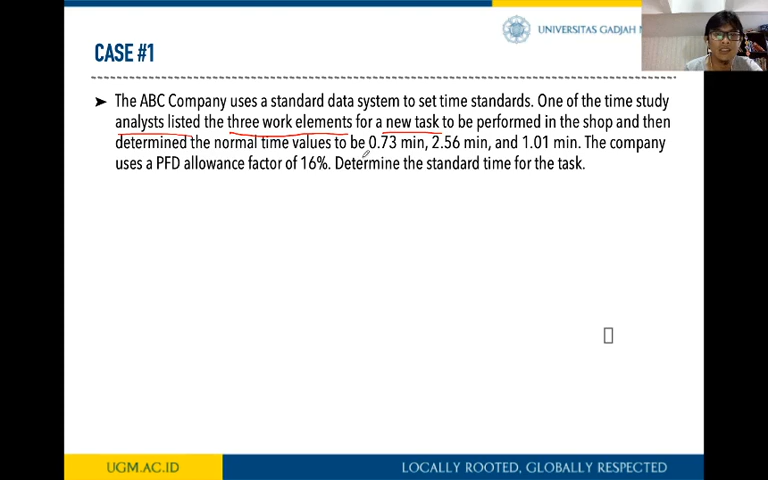 UNIVERSITAS GADJAH
CASE #1
➤ The ABC Company uses a standard data system to set time standards. One of the time study
analysts listed the three work elements for a new task to be performed in the shop and then
determined the normal time values to be 0.73 min, 2.56 min, and 1.01 min. The company
uses a PFD allowance factor of 16%. Determine the standard time for the task.
UGM.AC.ID
LOCALLY ROOTED, GLOBALLY RESPECTED